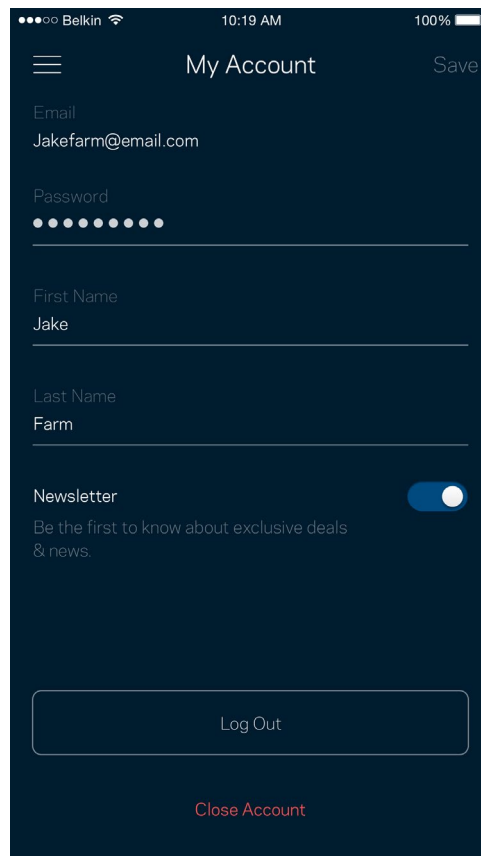 Belkin 10:19 AM 100%
My Account Save
Email
Jakefarm@email.com
Password
First Name
Jake
Last Name
Farm
Newsletter
Be the first to know about exclusive deals
& news.
Log Out
Close Account